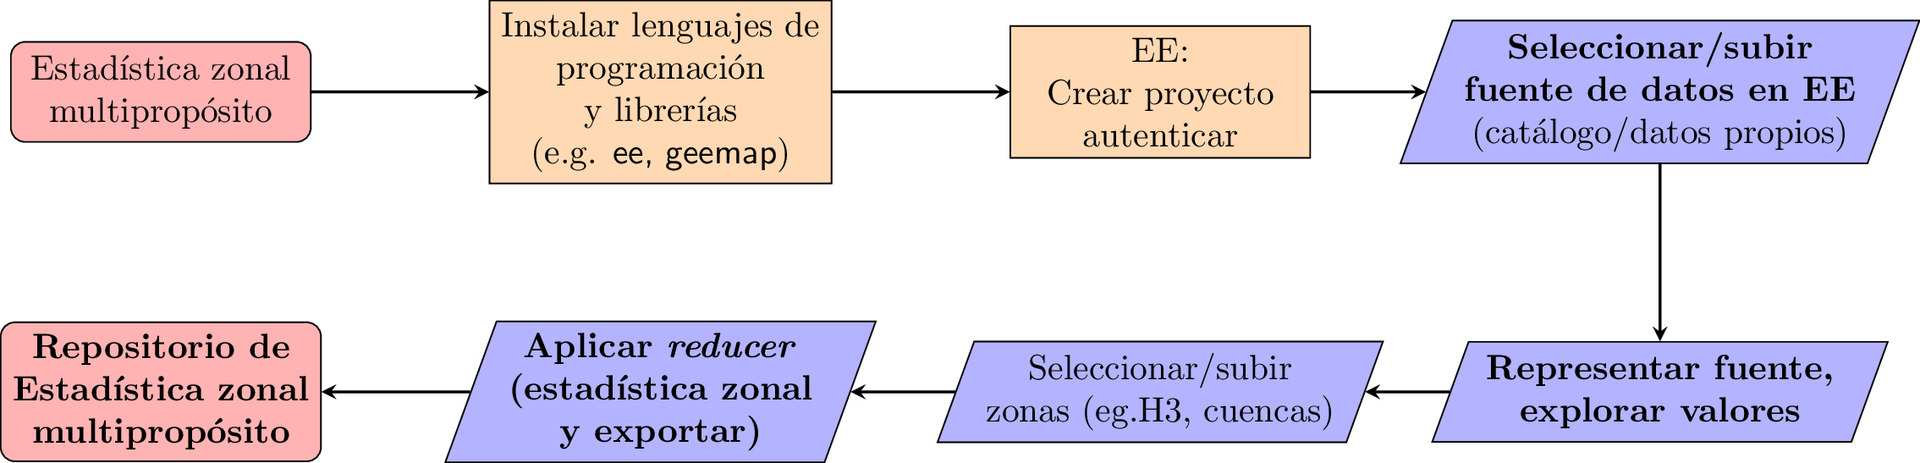 Estadística zonal
multipropósito
Instalar lenguajes de
programación
y librerías
(e.g. ee, geemap)
EE:
Crear proyecto
autenticar
Seleccionar/subir
fuente de datos en EE
(catálogo/datos propios)
Representar fuente,
explorar valores
Seleccionar/subir
zonas (eg.H3, cuencas)
Aplicar reducer
(estadística zonal
y exportar)
Repositorio de
Estadística zonal
multipropósito